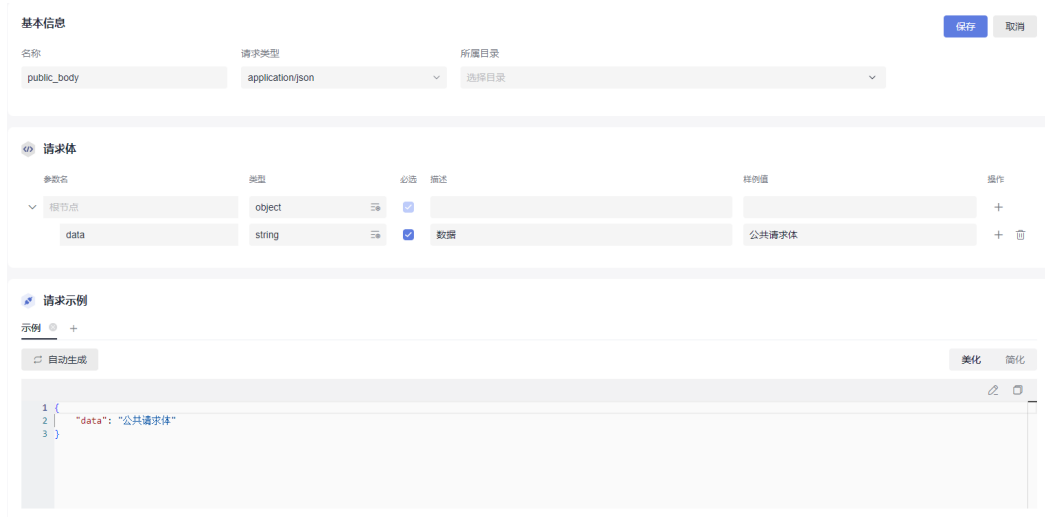 基本信息
保存 取消
名称 请求类型 所属目录
public_body application/json 选择目录
请求体
参数名 类型 必选 描述 样例值 操作
根节点 object
data string 数据 公共请求体
请求示例
示例
自动生成 美化 简化
1 {
2 "data": "公共请求体"
3 }